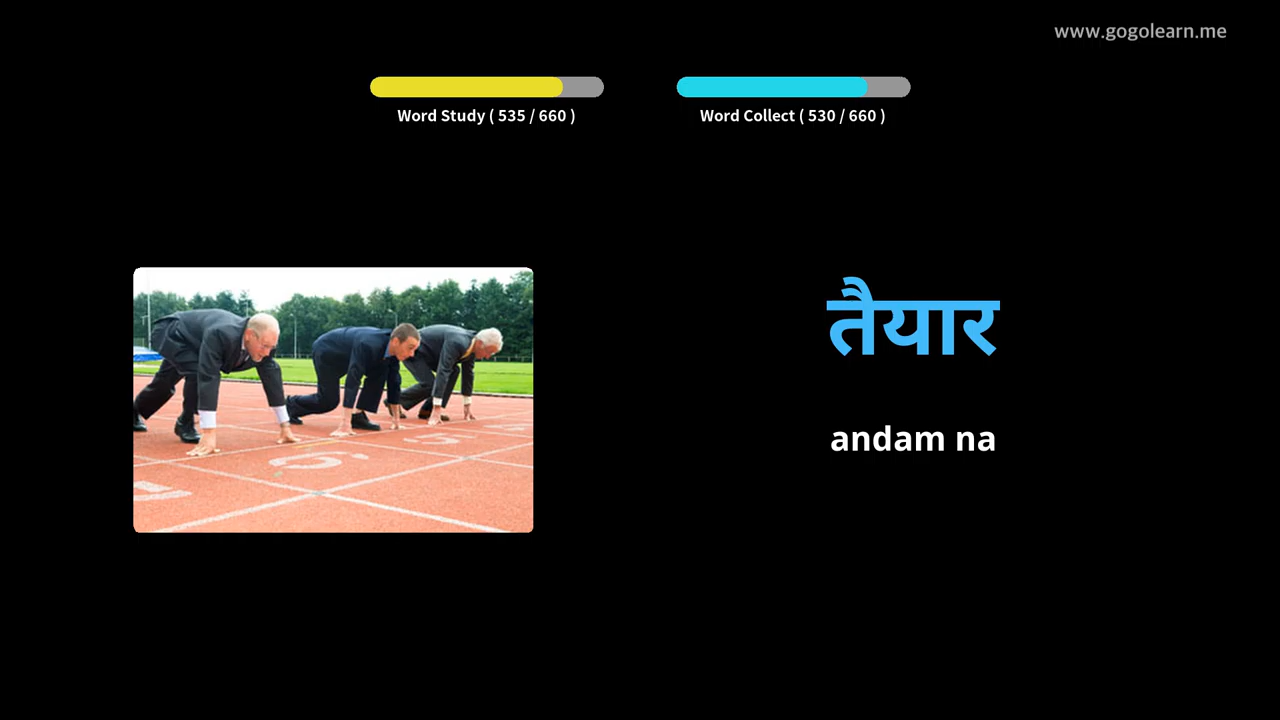 www.gogolearn.me
Word Study ( 535 / 660 )
Word Collect ( 530 / 660 )
तैयार
andam na